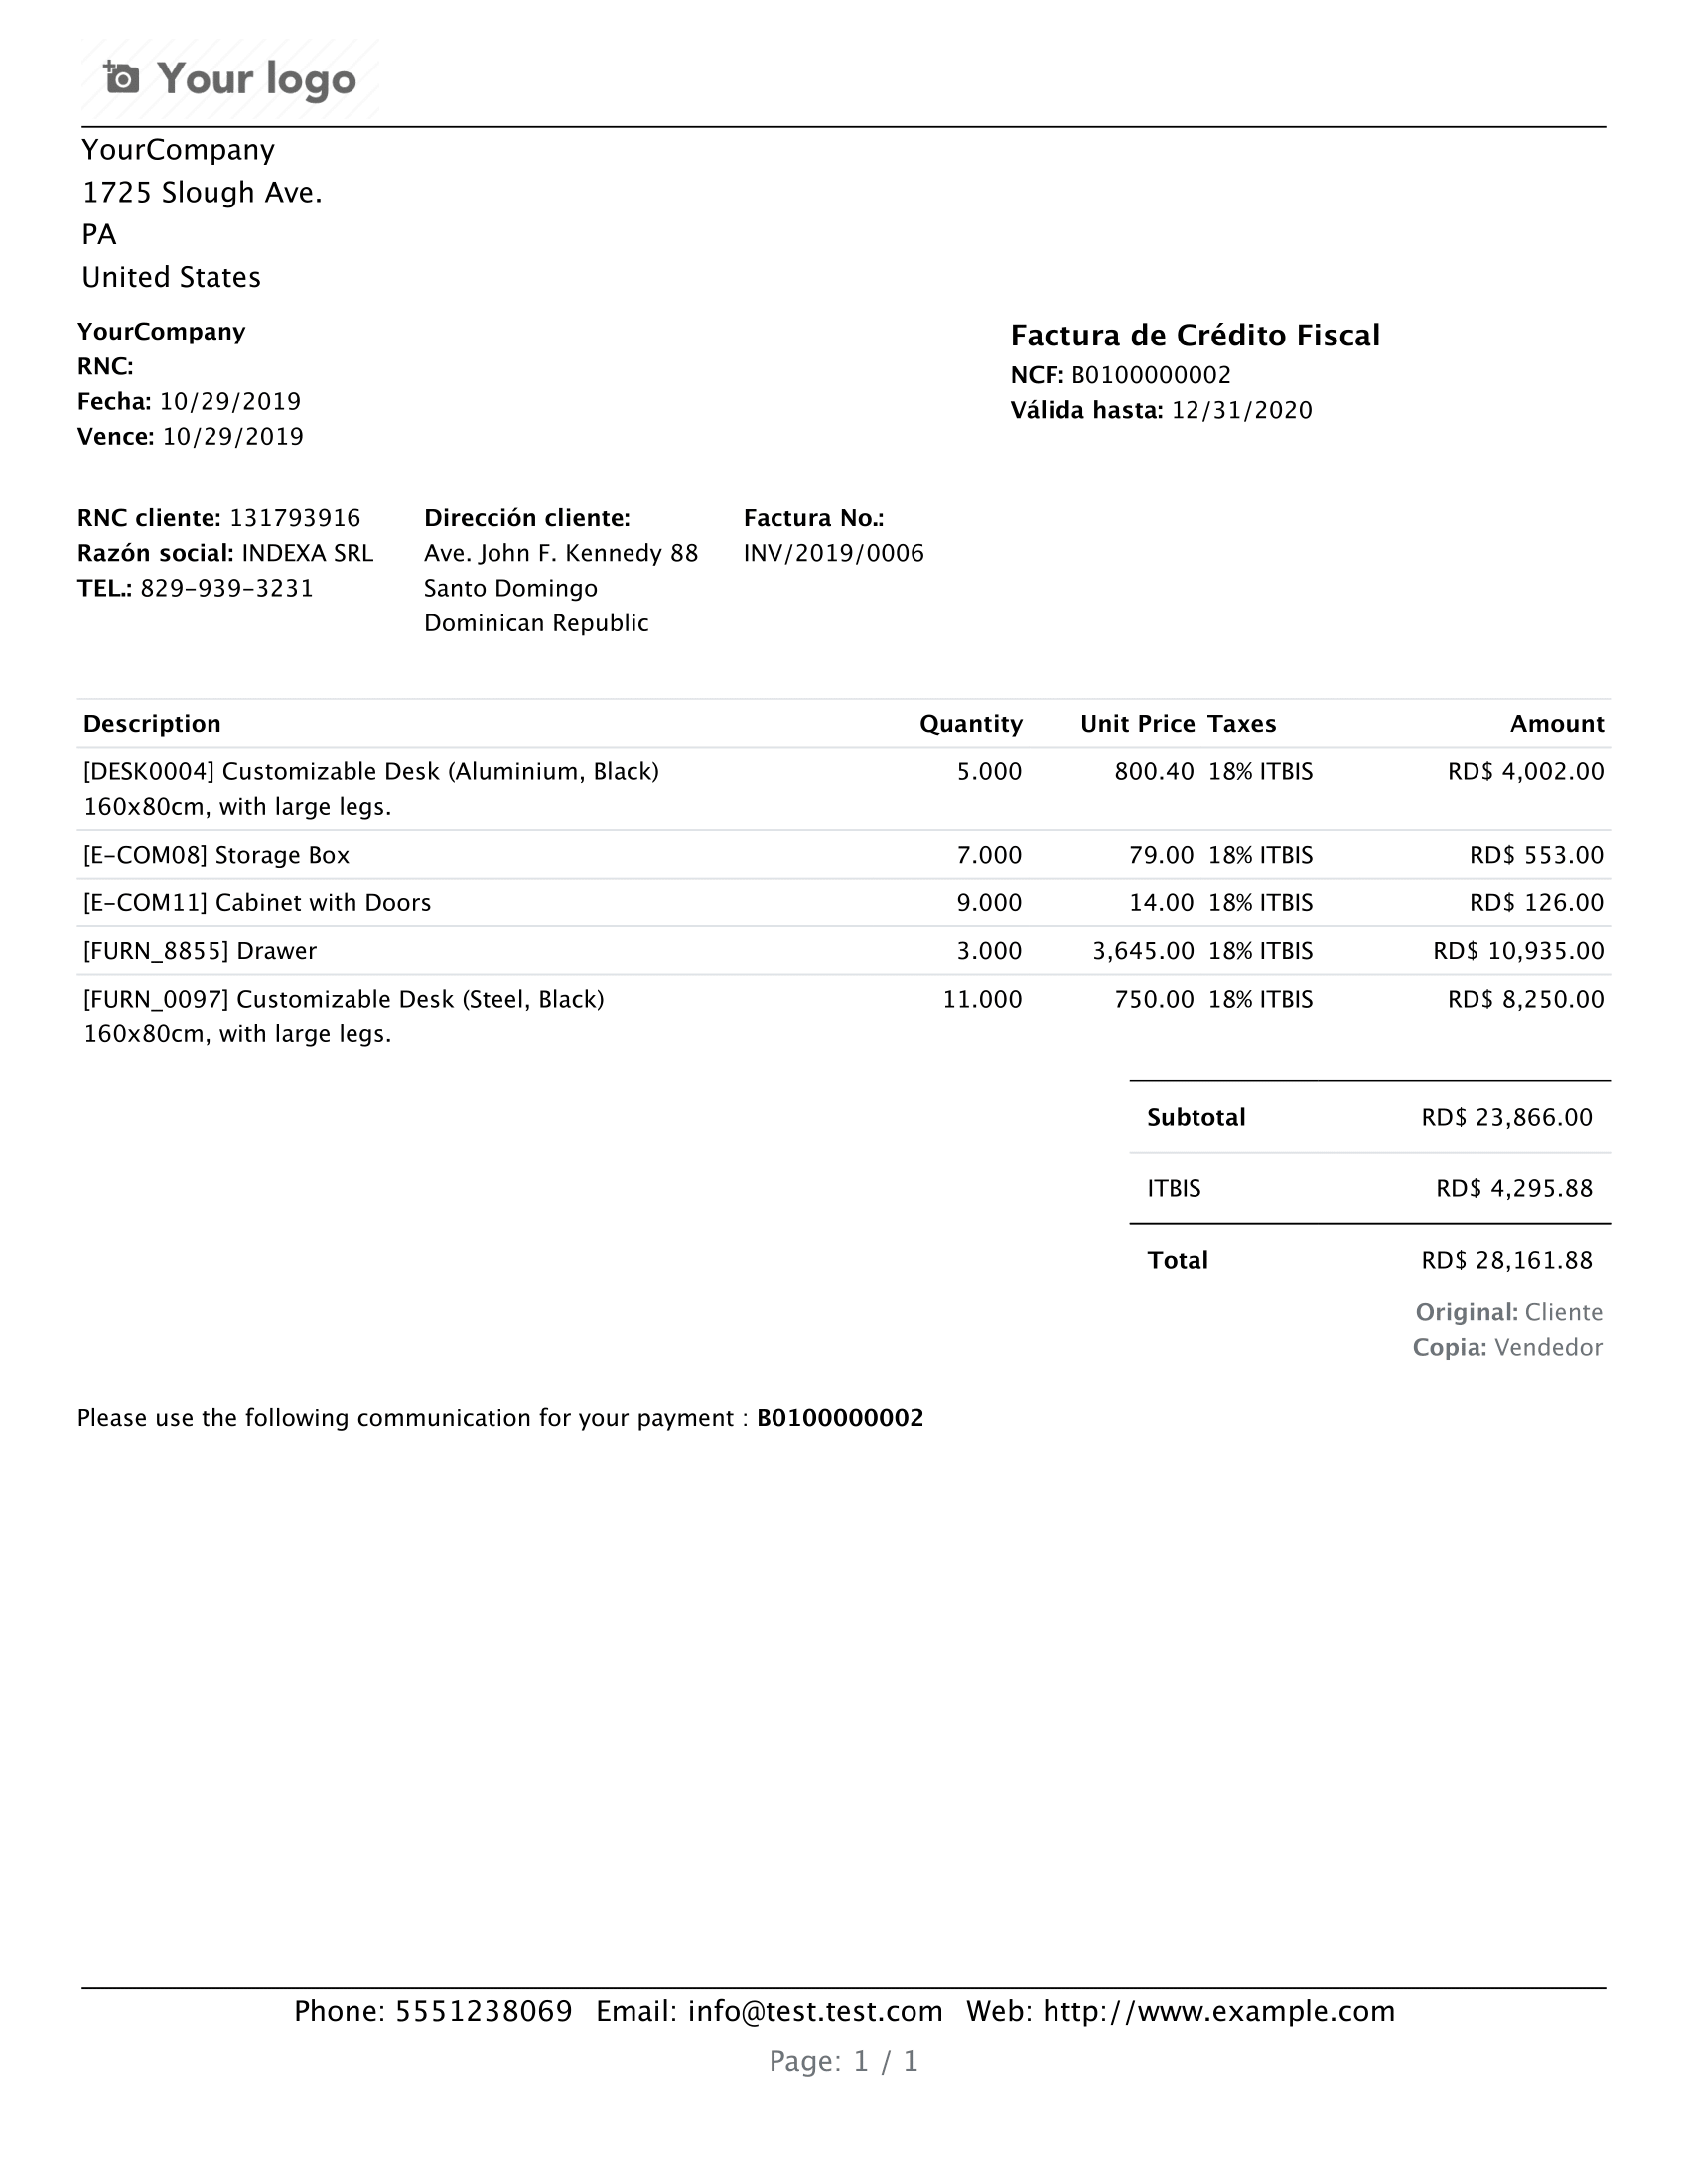 Your logo
YourCompany
1725 Slough Ave.
PA
United States
YourCompany
RNC:
Fecha: 10/29/2019
Vence: 10/29/2019
Factura de Crédito Fiscal
NCF: B0100000002
Válida hasta: 12/31/2020
RNC cliente: 131793916
Razón social: INDEXA SRL
TEL.: 829-939-3231
Dirección cliente:
Ave. John F. Kennedy 88
Santo Domingo
Dominican Republic
Factura No.:
INV/2019/0006
Description Quantity Unit Price Taxes Amount
[DESK0004] Customizable Desk (Aluminium, Black) 5.000 800.40 18% ITBIS RD$ 4,002.00
160x80cm, with large legs.
[E-COM08] Storage Box 7.000 79.00 18% ITBIS RD$ 553.00
[E-COM11] Cabinet with Doors 9.000 14.00 18% ITBIS RD$ 126.00
[FURN_8855] Drawer 3.000 3,645.00 18% ITBIS RD$ 10,935.00
[FURN_0097] Customizable Desk (Steel, Black) 11.000 750.00 18% ITBIS RD$ 8,250.00
160x80cm, with large legs.
Subtotal RD$ 23,866.00
ITBIS RD$ 4,295.88
Total RD$ 28,161.88
Original: Cliente
Copia: Vendedor
Please use the following communication for your payment : B0100000002
Phone: 5551238069 Email: info@test.test.com Web: http://www.example.com
Page: 1 / 1